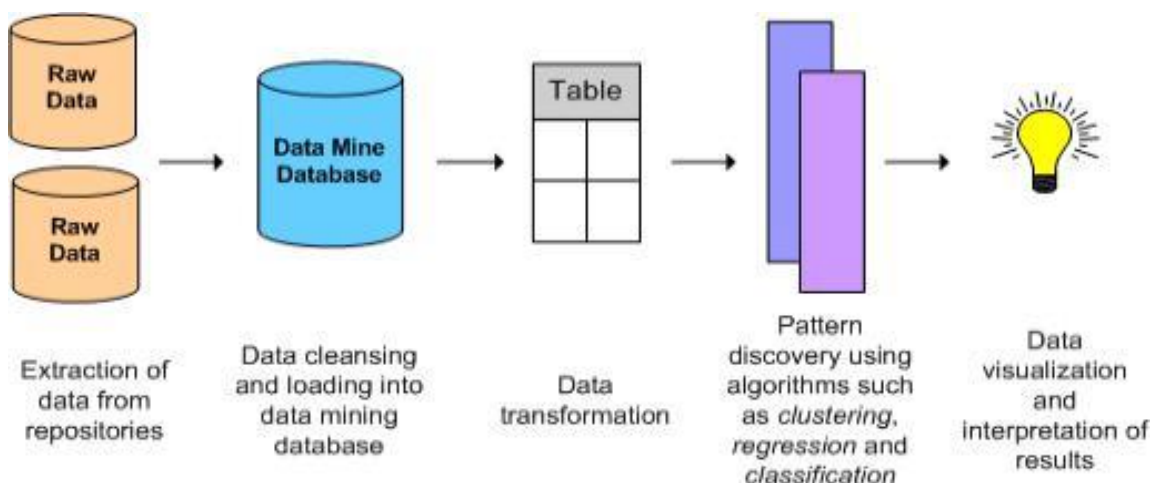 Raw
Data
Raw
Data
Data Mine
Database
Table
Extraction of
data from
repositories
Data cleansing
and loading into
data mining
database
Data
transformation
Pattern
discovery using
algorithms such
as clustering,
regression and
classification
Data
visualization
and
interpretation of
results